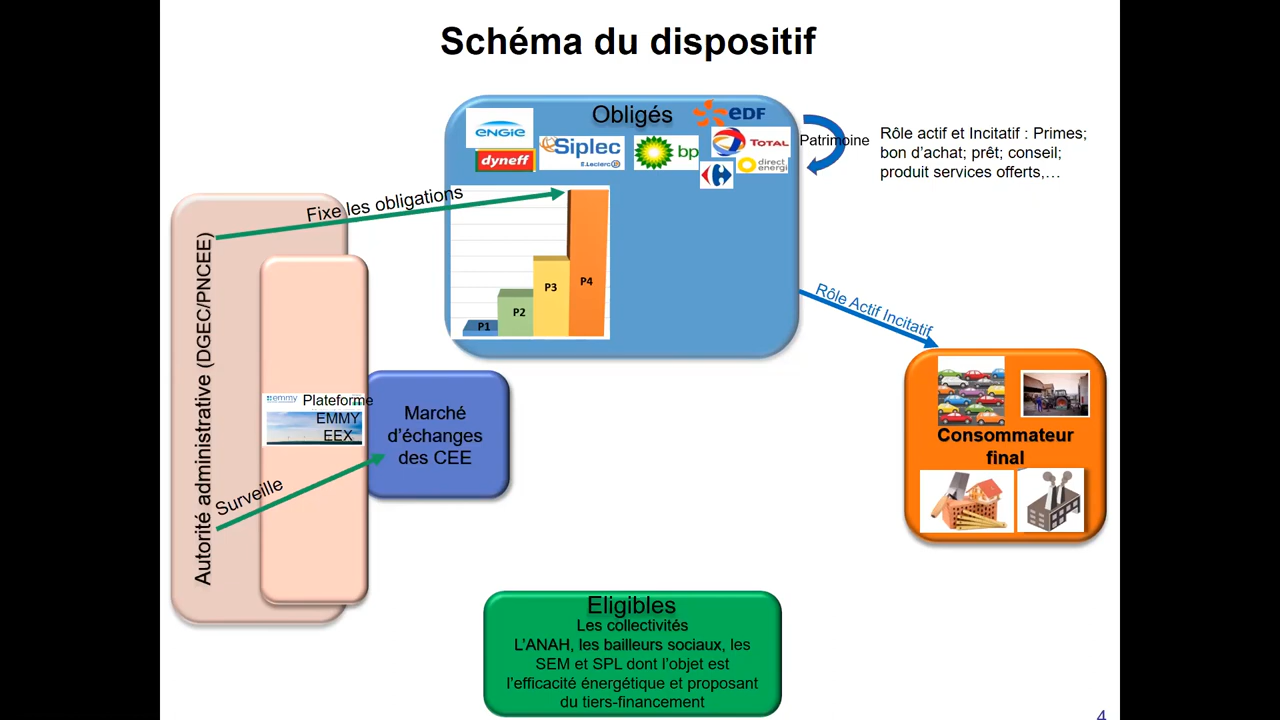 Schéma du dispositif
Obligés
eDF
ENGIE
Siplec
E.Leclerc
bp
TOTAL
dyneff
direct
energi
Patrimoine
Rôle actif et Incitatif : Primes;
bon d’achat; prêt; conseil;
produit services offerts,…
Fixe les obligations
P1
P2
P3
P4
Rôle Actif Incitatif
Autorité administrative (DGEC/PNCEE)
emmy
Plateforme
EMMY
EEX
Surveille
Marché
d’échanges
des CEE
Consommateur
final
Eligibles
Les collectivités
L’ANAH, les bailleurs sociaux, les
SEM et SPL dont l’objet est
l’efficacité énergétique et proposant
du tiers-financement
4